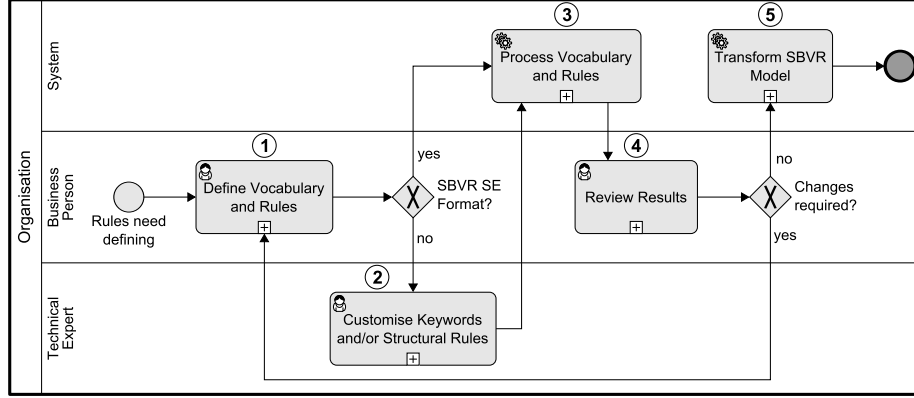 Organisation
System
3
Process Vocabulary
and Rules
5
Transform SBVR
Model
Business
Person
Rules need
defining
1
Define Vocabulary
and Rules
yes
SBVR SE
Format?
no
4
Review Results
no
Changes
required?
yes
Technical
Expert
2
Customise Keywords
and/or Structural Rules